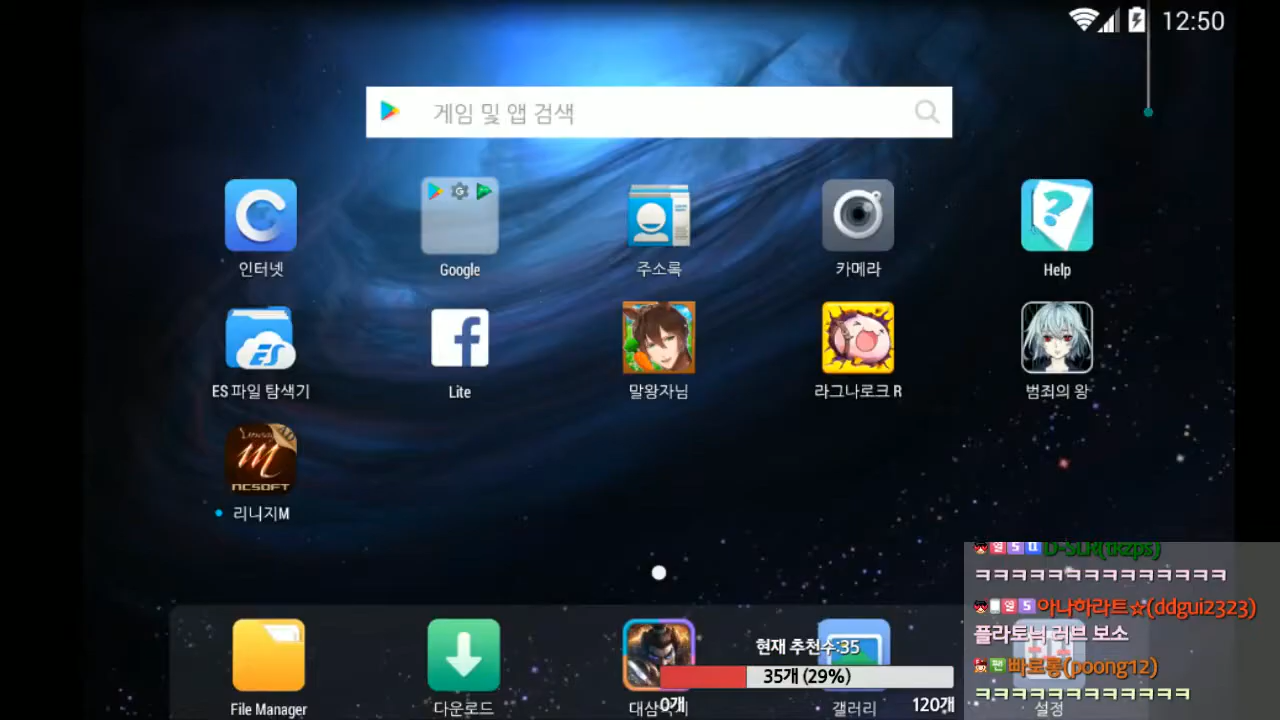 12:50
게임 및 앱 검색
인터넷
Google
주소록
카메라
Help
ES 파일 탐색기
Lite
말왕자님
라그나로크 R
범죄의 왕
NCSOFT
리니지M
D-SLR(tkzps)
ㅋㅋㅋㅋㅋㅋㅋㅋㅋㅋㅋㅋㅋㅋ
아나하라트☆(ddgui2323)
플라토닉 러브 보소
빠로롱(poong12)
ㅋㅋㅋㅋㅋㅋㅋㅋㅋㅋㅋㅋ
현재 추천수:35
35개 (29%)
0개
120개
File Manager
다운로드
갤러리
설정